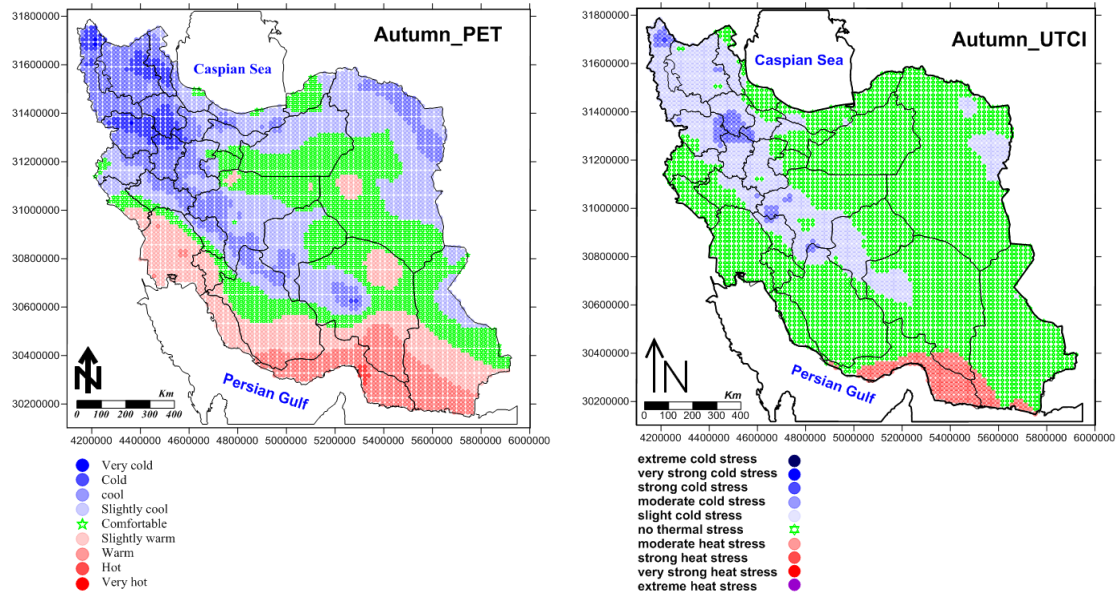 Autumn_PET
Caspian Sea
Persian Gulf
N
Km
0 100 200 300 400
31800000
31600000
31400000
31200000
31000000
30800000
30600000
30400000
30200000
4200000 4400000 4600000 4800000 5000000 5200000 5400000 5600000 5800000 6000000
Very cold
Cold
cool
Slightly cool
Comfortable
Slightly warm
Warm
Hot
Very hot
Autumn_UTCI
Caspian Sea
Persian Gulf
N
Km
0 100 200 300 400
31800000
31600000
31400000
31200000
31000000
30800000
30600000
30400000
30200000
4200000 4400000 4600000 4800000 5000000 5200000 5400000 5600000 5800000 6000000
extreme cold stress
very strong cold stress
strong cold stress
moderate cold stress
slight cold stress
no thermal stress
moderate heat stress
strong heat stress
very strong heat stress
extreme heat stress